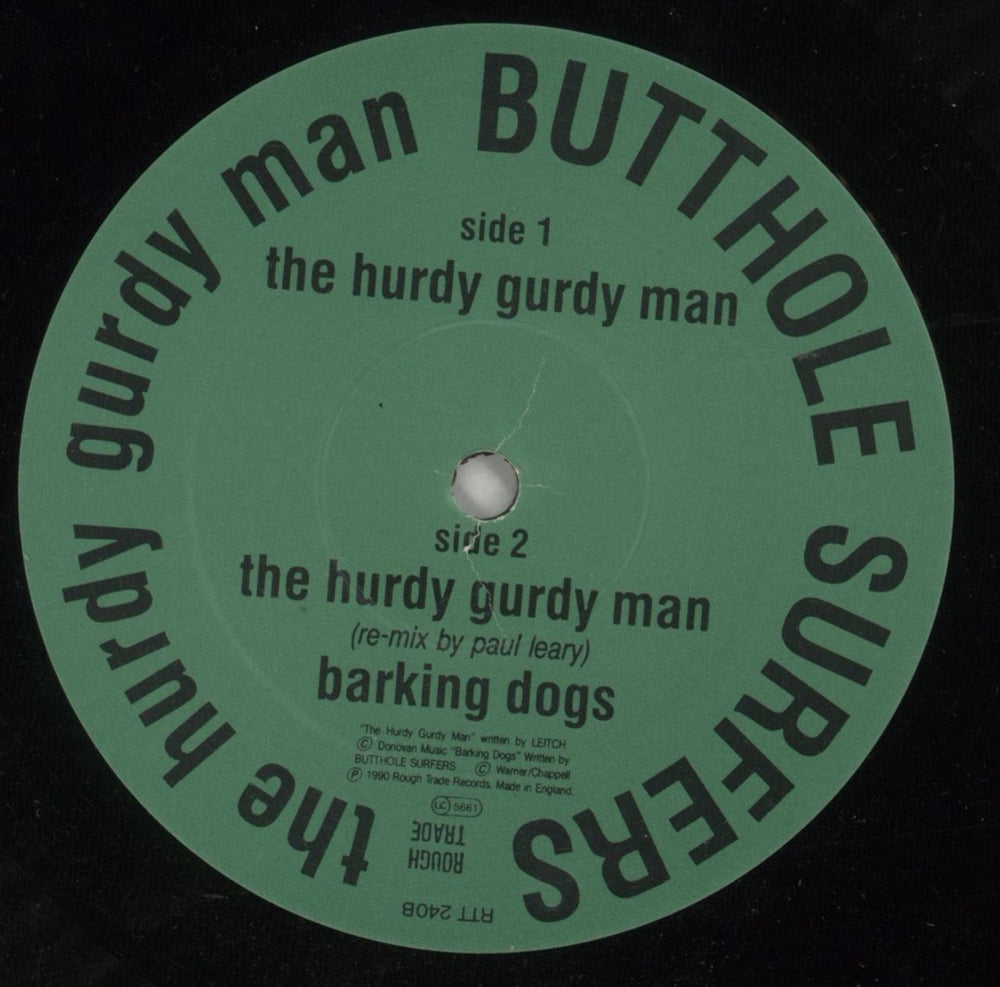 the hurdy gurdy man BUTTHOLE SURFERS
side 1
the hurdy gurdy man
side 2
the hurdy gurdy man
(re-mix by paul leary)
barking dogs
"The Hurdy Gurdy Man" written by LEITCH
© Donovan Music "Barking Dogs" Written by
BUTTHOLE SURFERS © Warner/Chappell
℗ 1990 Rough Trade Records. Made in England.
LC 5661
ROUGH
TRADE
RTT 240B